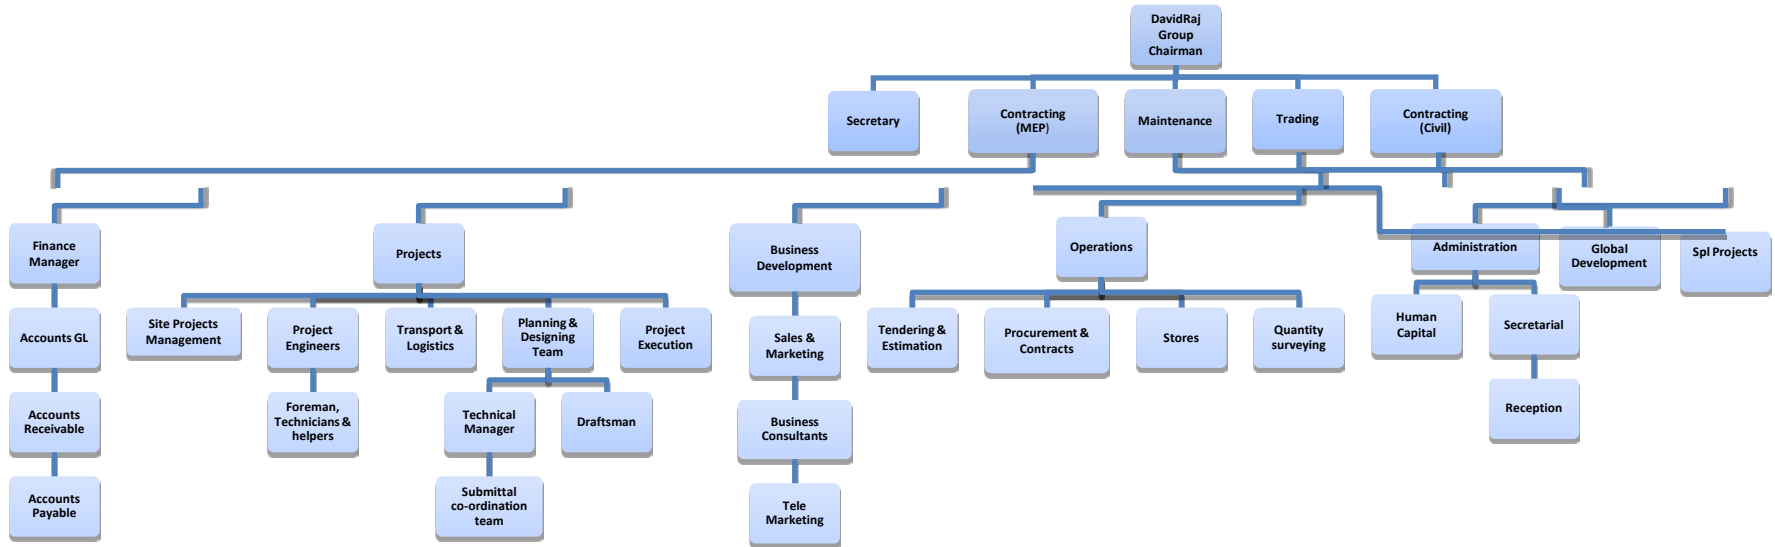 DavidRaj
Group
Chairman
Secretary
Contracting
(MEP)
Maintenance
Trading
Contracting
(Civil)
Finance
Manager
Projects
Business
Development
Operations
Administration
Global
Development
Spl Projects
Accounts GL
Site Projects
Management
Project
Engineers
Transport &
Logistics
Planning &
Designing
Team
Project
Execution
Sales &
Marketing
Tendering &
Estimation
Procurement &
Contracts
Stores
Quantity
surveying
Human
Capital
Secretarial
Accounts
Receivable
Foreman,
Technicians &
helpers
Technical
Manager
Draftsman
Business
Consultants
Reception
Accounts
Payable
Submittal
co-ordination
team
Tele
Marketing